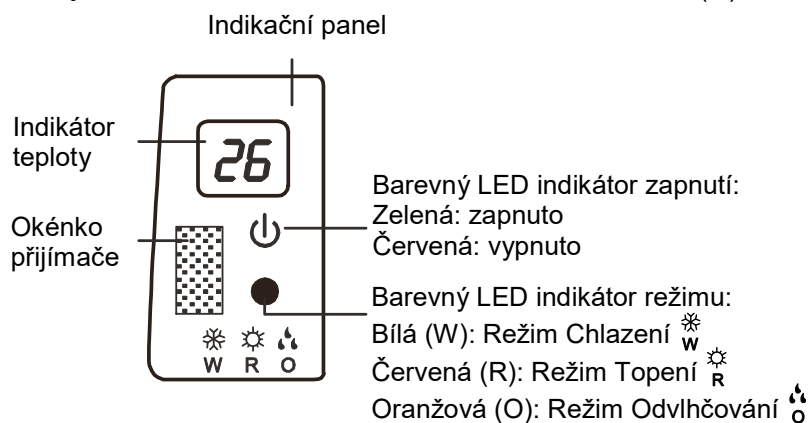 Indikační panel
Indikátor
teploty
26
Okénko
přijímače
W R O
Barevný LED indikátor zapnutí:
Zelená: zapnuto
Červená: vypnuto
Barevný LED indikátor režimu:
Bílá (W): Režim Chlazení W
Červená (R): Režim Topení R
Oranžová (O): Režim Odvlhčování O